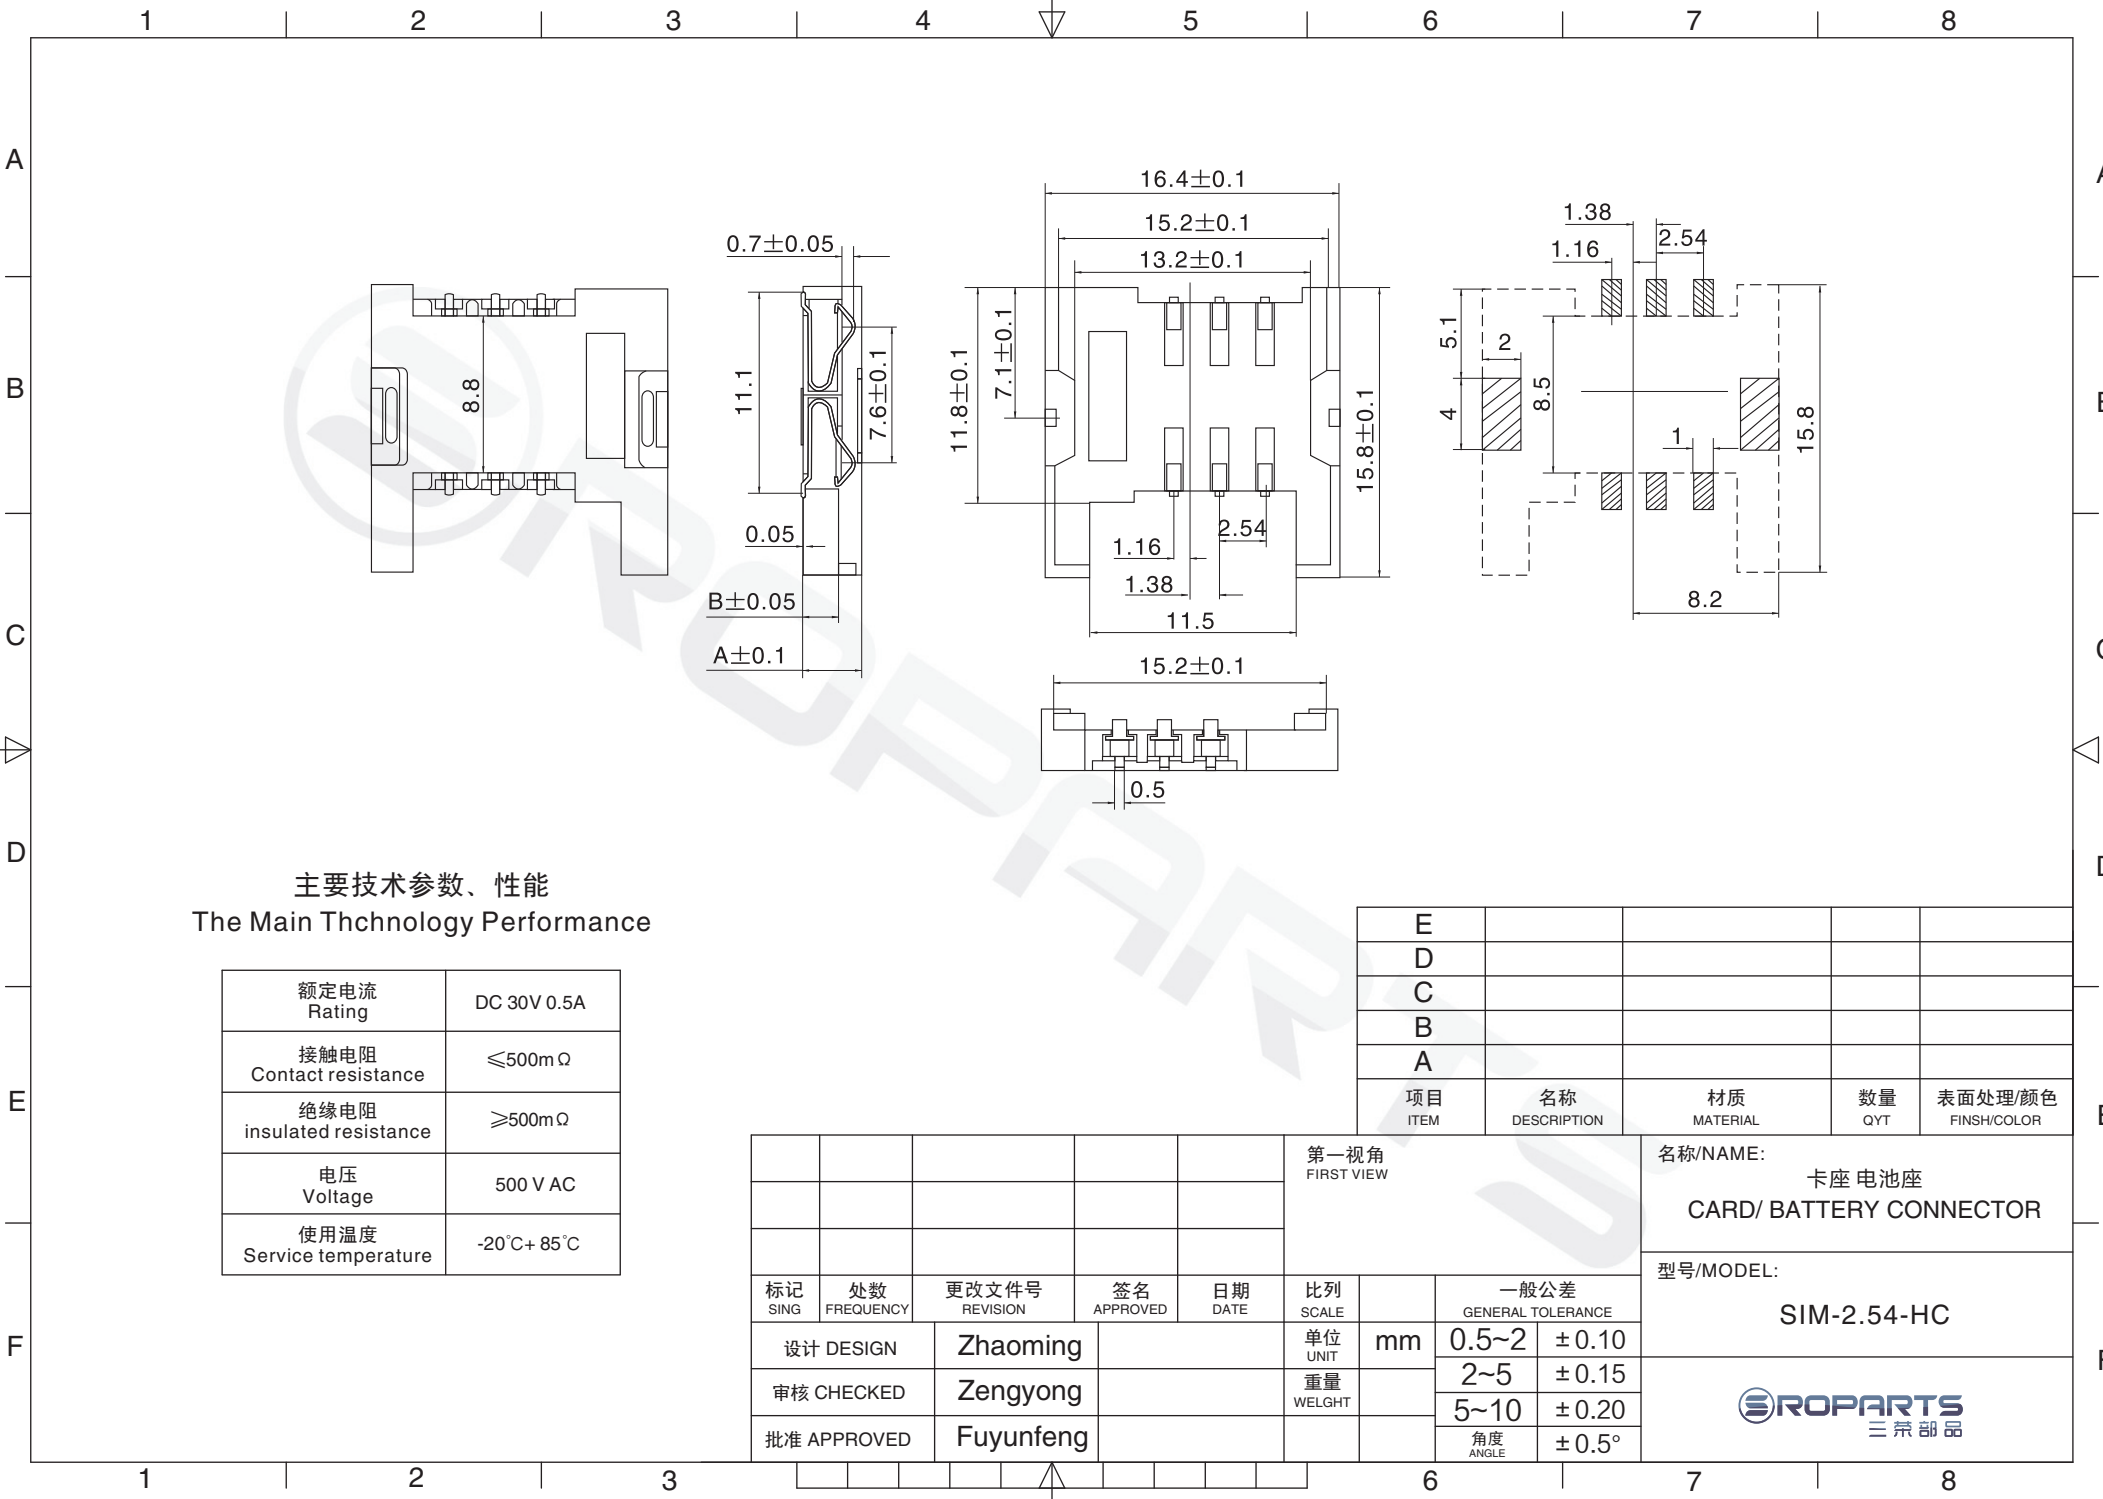 1 2 3 4 5 6 7 8
A
B
C
D
E
F
A
8.8
0.7±0.05
11.1
7.6±0.1
0.05
B±0.05
A±0.1
16.4±0.1
15.2±0.1
13.2±0.1
11.8±0.1
7.1±0.1
15.8±0.1
1.16
2.54
1.38
11.5
15.2±0.1
0.5
1.38
1.16
2.54
5.1
2
4
8.5
1
15.8
8.2
SROPARTS
主要技术参数、性能
The Main Thchnology Performance
额定电流
Rating
DC 30V 0.5A
接触电阻
Contact resistance
≤500mΩ
绝缘电阻
insulated resistance
≥500mΩ
电压
Voltage
500 V AC
使用温度
Service temperature
-20℃+ 85℃
E
D
C
B
A
项目 名称 材质 数量 表面处理/颜色
ITEM DESCRIPTION MATERIAL QYT FINSH/COLOR
第一视角
FIRST VIEW
名称/NAME:
卡座 电池座
CARD/ BATTERY CONNECTOR
型号/MODEL:
SIM-2.54-HC
标记 处数 更改文件号 签名 日期 比列 一般公差
SING FREQUENCY REVISION APPROVED DATE SCALE GENERAL TOLERANCE
设计 DESIGN Zhaoming
单位
UNIT
mm
0.5~2 ±0.10
2~5 ±0.15
审核 CHECKED Zengyong
重量
WELGHT
5~10 ±0.20
批准 APPROVED Fuyunfeng
角度
ANGLE
±0.5°
SROPARTS
三荣部品
1 2 3 6 7 8